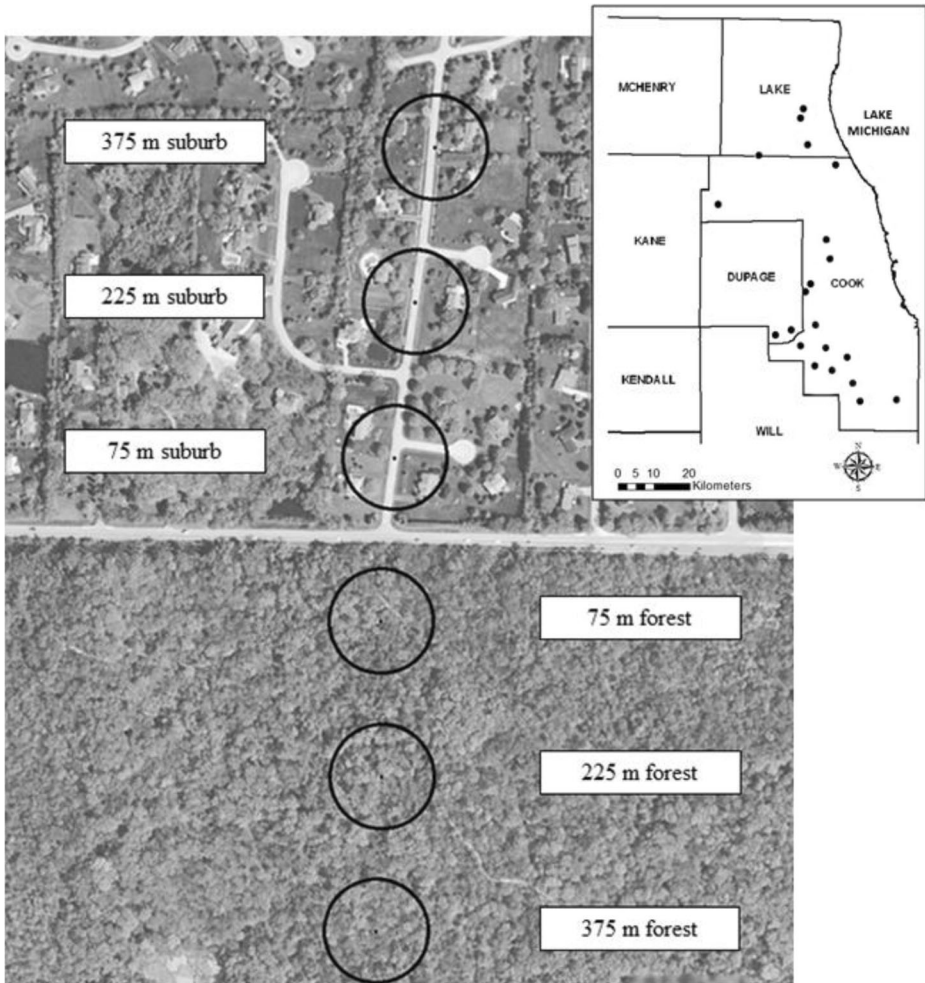 375 m suburb
225 m suburb
75 m suburb
75 m forest
225 m forest
375 m forest
MCHENRY
LAKE
LAKE
MICHIGAN
KANE
DUPAGE
COOK
KENDALL
WILL
N
W E
S
0 5 10 20
Kilometers